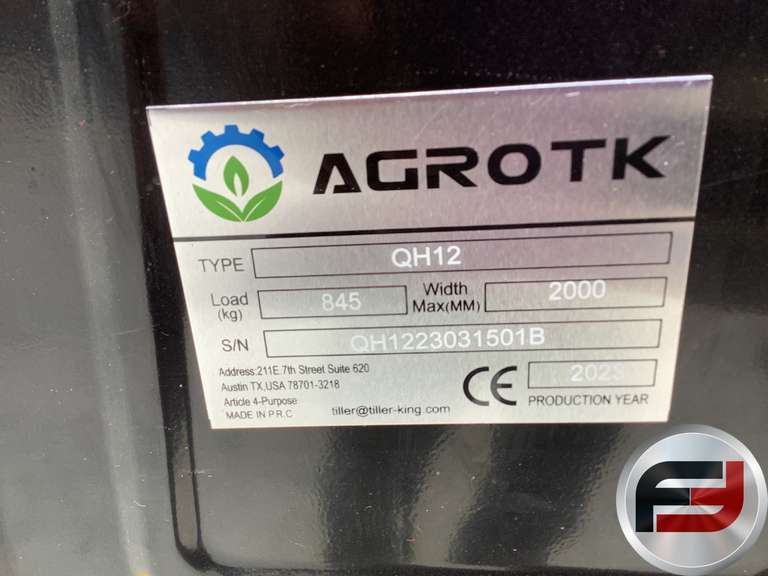 AGROTK
TYPE QH12
Load (kg) 845 Width Max(MM) 2000
S/N QH1223031501B
Address:211E.7th Street Suite 620
Austin TX,USA 78701-3218
Article 4-Purpose
MADE IN P.R.C
tiller@tiller-king.com
CE
2023
PRODUCTION YEAR